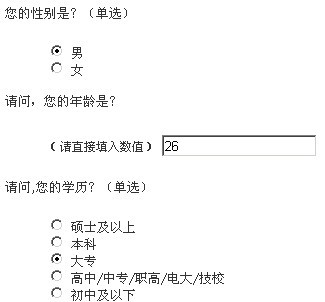 您的性别是？（单选）
男
女
请问，您的年龄是？
（请直接填入数值） 26
请问,您的学历？（单选）
硕士及以上
本科
大专
高中/中专/职高/电大/技校
初中及以下